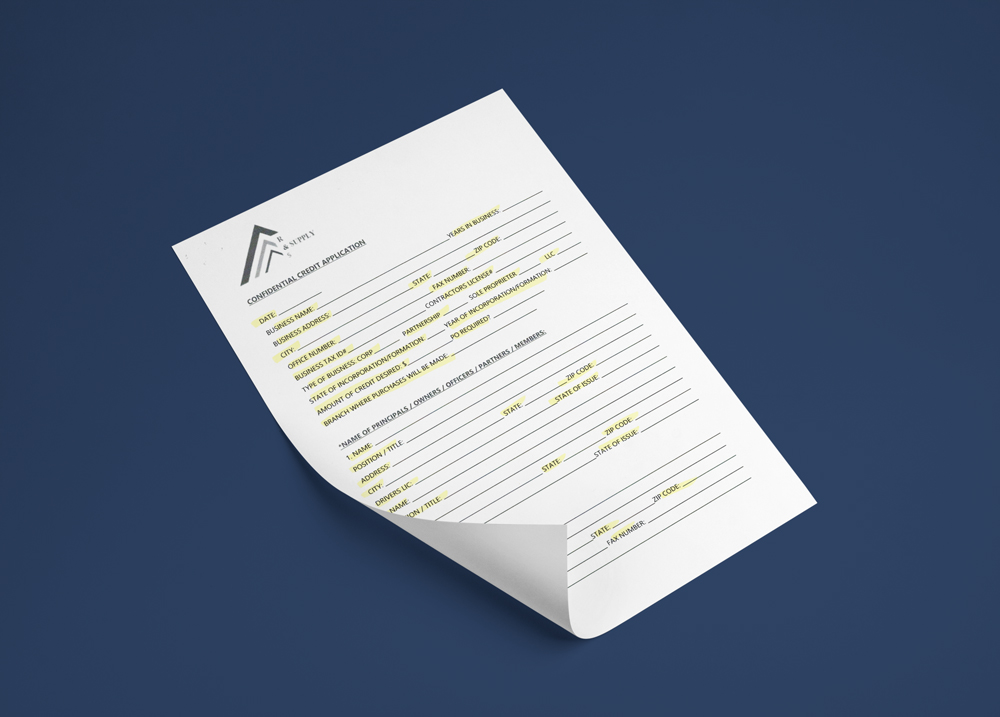 R
& SUPPLY
S
CONFIDENTIAL CREDIT APPLICATION
DATE:
BUSINESS NAME: YEARS IN BUSINESS:
BUSINESS ADDRESS:
CITY: STATE: ZIP CODE:
OFFICE NUMBER: FAX NUMBER:
BUSINESS TAX ID# CONTRACTORS LICENSE#
TYPE OF BUISNESS: CORP PARTNERSHIP SOLE PROPRIETER LLC
STATE OF INCORPORATION/FORMATION: YEAR OF INCORPORATION/FORMATION:
AMOUNT OF CREDIT DESIRED: $ PO REQUIRED?
BRANCH WHERE PURCHASES WILL BE MADE:
*NAME OF PRINCIPALS / OWNERS / OFFICERS / PARTNERS / MEMBERS:
1. NAME:
POSITION / TITLE:
ADDRESS:
CITY: STATE: ZIP CODE:
DRIVERS LIC. STATE OF ISSUE:
NAME:
ION / TITLE:
STATE: ZIP CODE:
STATE OF ISSUE:
STATE: ZIP CODE:
FAX NUMBER: